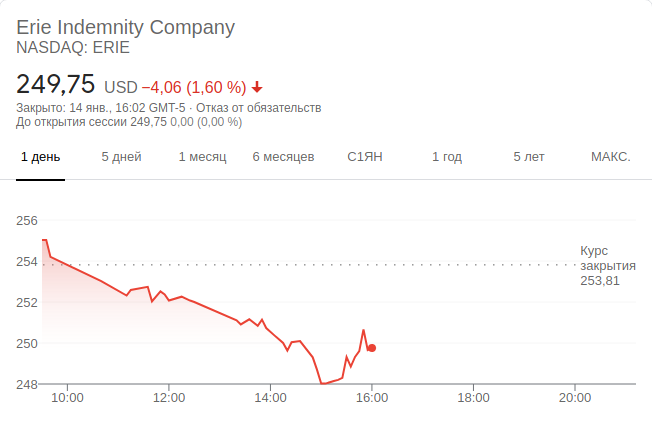 Erie Indemnity Company
NASDAQ: ERIE
249,75 USD −4,06 (1,60 %)
Закрыто: 14 янв., 16:02 GMT-5 · Отказ от обязательств
До открытия сессии 249,75 0,00 (0,00 %)
1 день 5 дней 1 месяц 6 месяцев С1ЯН 1 год 5 лет МАКС.
256
254
252
250
248
Курс
закрытия
253,81
10:00 12:00 14:00 16:00 18:00 20:00